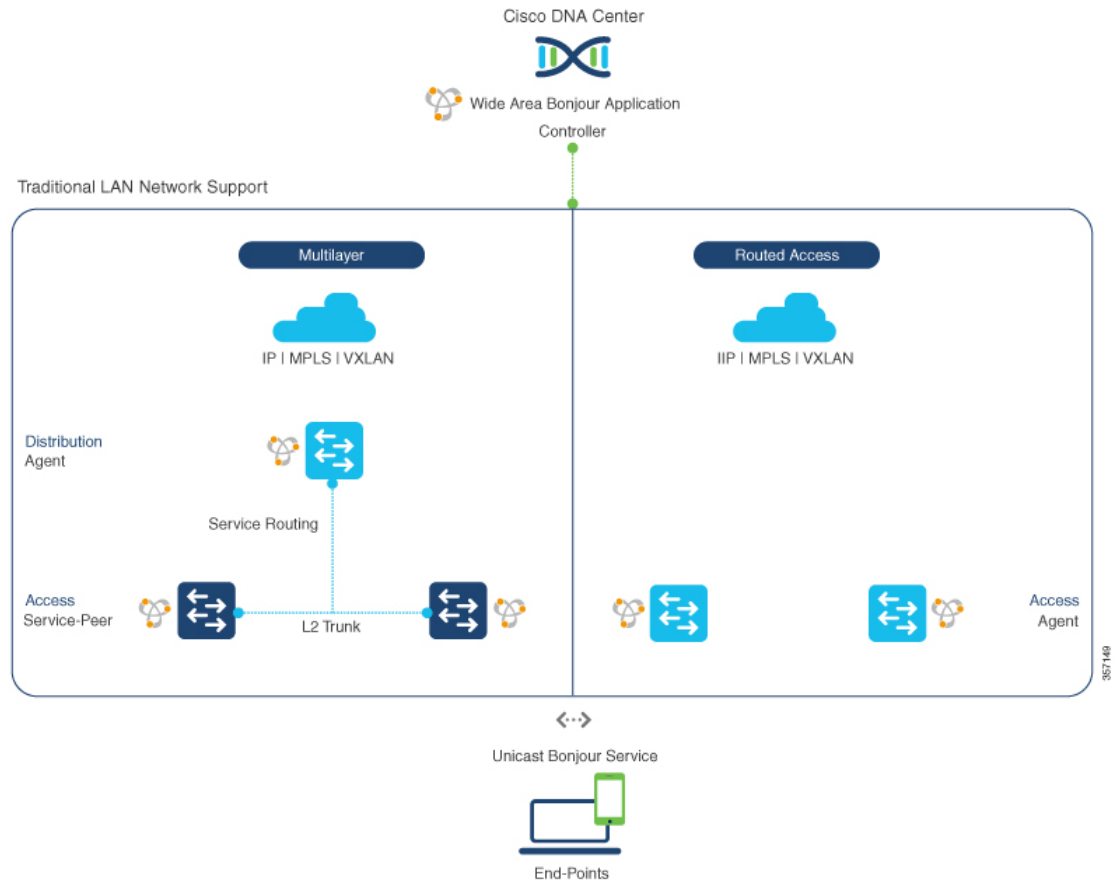 Cisco DNA Center
Wide Area Bonjour Application
Controller
Traditional LAN Network Support
Multilayer
Routed Access
IP | MPLS | VXLAN
IIP | MPLS | VXLAN
Distribution
Agent
Service Routing
Access
Service-Peer
L2 Trunk
Access
Agent
357149
Unicast Bonjour Service
End-Points